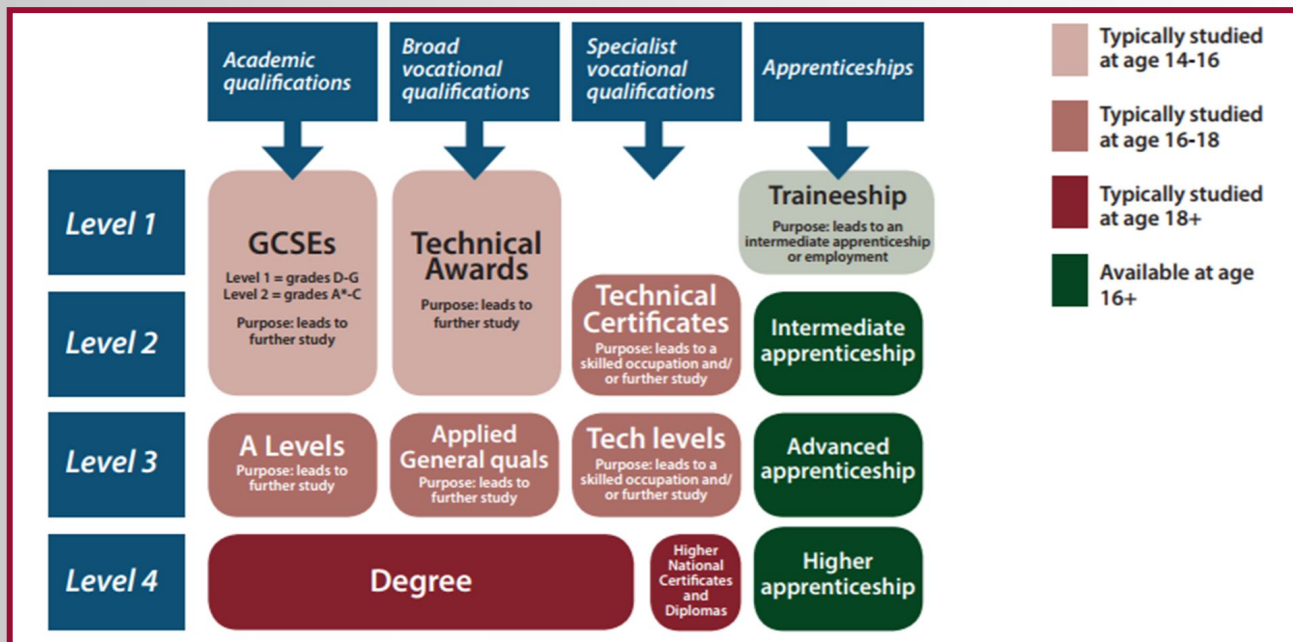 Academic
qualifications
Broad
vocational
qualifications
Specialist
vocational
qualifications
Apprenticeships
Typically studied
at age 14-16
Typically studied
at age 16-18
Typically studied
at age 18+
Available at age
16+
Level 1
GCSEs
Level 1 = grades D-G
Level 2 = grades A*-C
Purpose: leads to
further study
Technical
Awards
Purpose: leads to
further study
Traineeship
Purpose: leads to an
intermediate apprenticeship
or employment
Level 2
Technical
Certificates
Purpose: leads to a
skilled occupation and/
or further study
Intermediate
apprenticeship
Level 3
A Levels
Purpose: leads to
further study
Applied
General quals
Purpose: leads to
further study
Tech levels
Purpose: leads to a
skilled occupation and/
or further study
Advanced
apprenticeship
Level 4
Degree
Higher
National
Certificates
and
Diplomas
Higher
apprenticeship